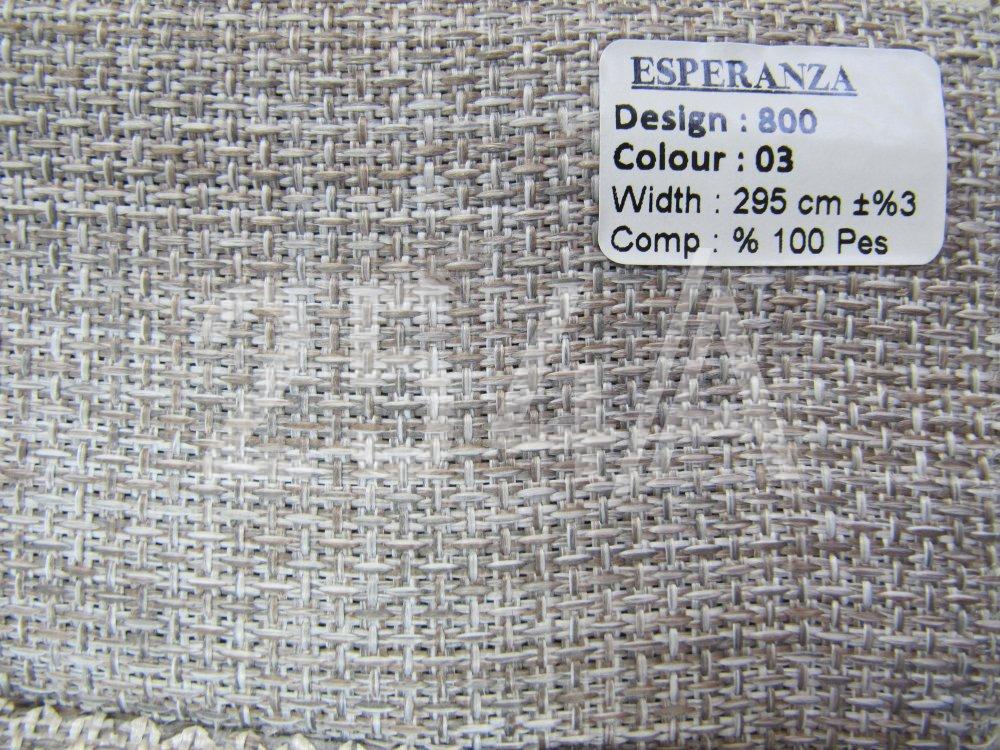 ESPERANZA
Design : 800
Colour : 03
Width : 295 cm ±%3
Comp : % 100 Pes